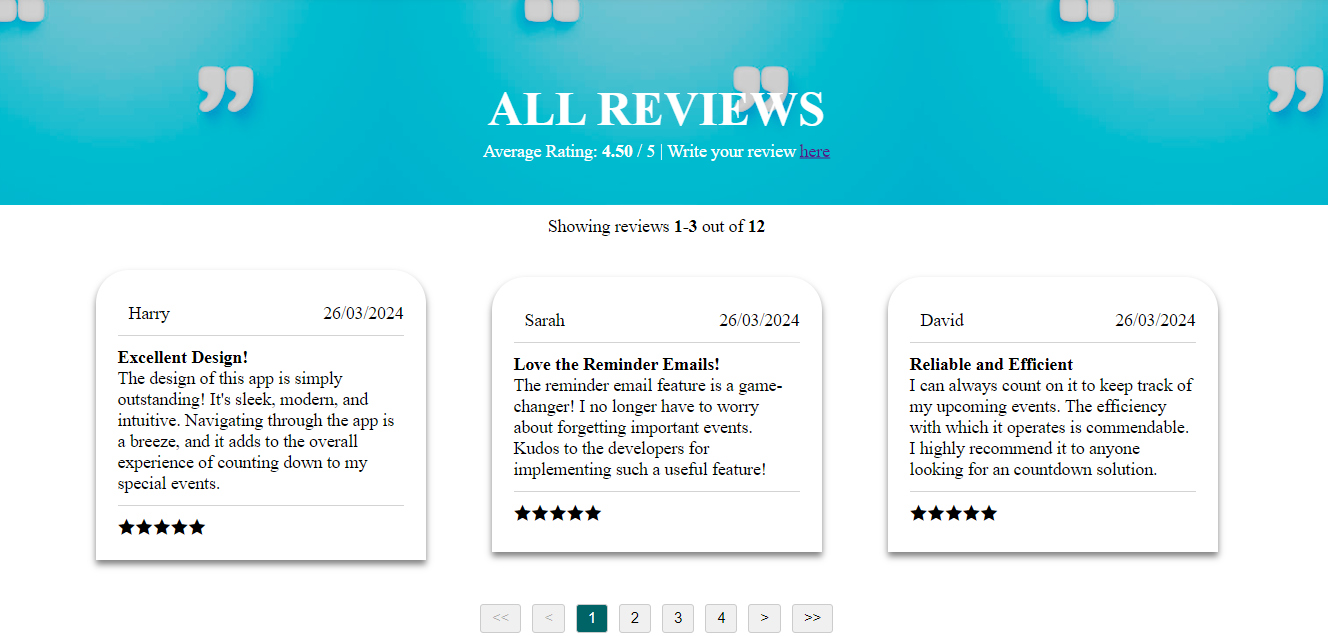 ALL REVIEWS
Average Rating: 4.50 / 5 | Write your review here
Showing reviews 1-3 out of 12
Harry 26/03/2024
Excellent Design!
The design of this app is simply
outstanding! It's sleek, modern, and
intuitive. Navigating through the app is
a breeze, and it adds to the overall
experience of counting down to my
special events.
★★★★★
Sarah 26/03/2024
Love the Reminder Emails!
The reminder email feature is a game-
changer! I no longer have to worry
about forgetting important events.
Kudos to the developers for
implementing such a useful feature!
★★★★★
David 26/03/2024
Reliable and Efficient
I can always count on it to keep track of
my upcoming events. The efficiency
with which it operates is commendable.
I highly recommend it to anyone
looking for an countdown solution.
★★★★★
<< < 1 2 3 4 > >>